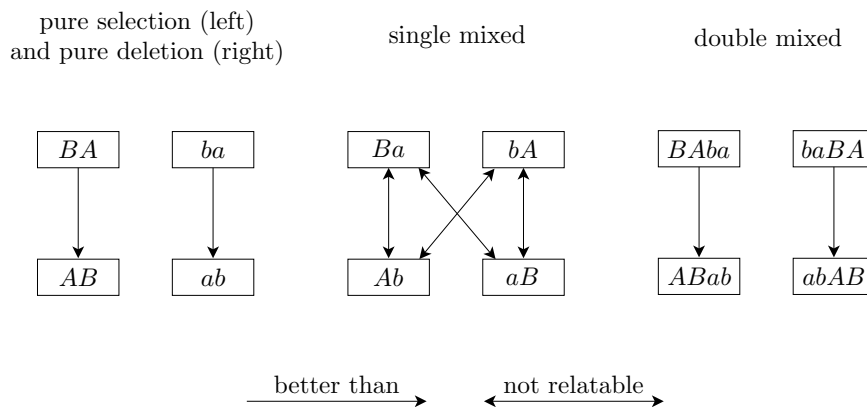 pure selection (left)
and pure deletion (right)
single mixed
double mixed
BA
ba
Ba
bA
BAba
baBA
AB
ab
Ab
aB
ABab
abAB
better than
not relatable